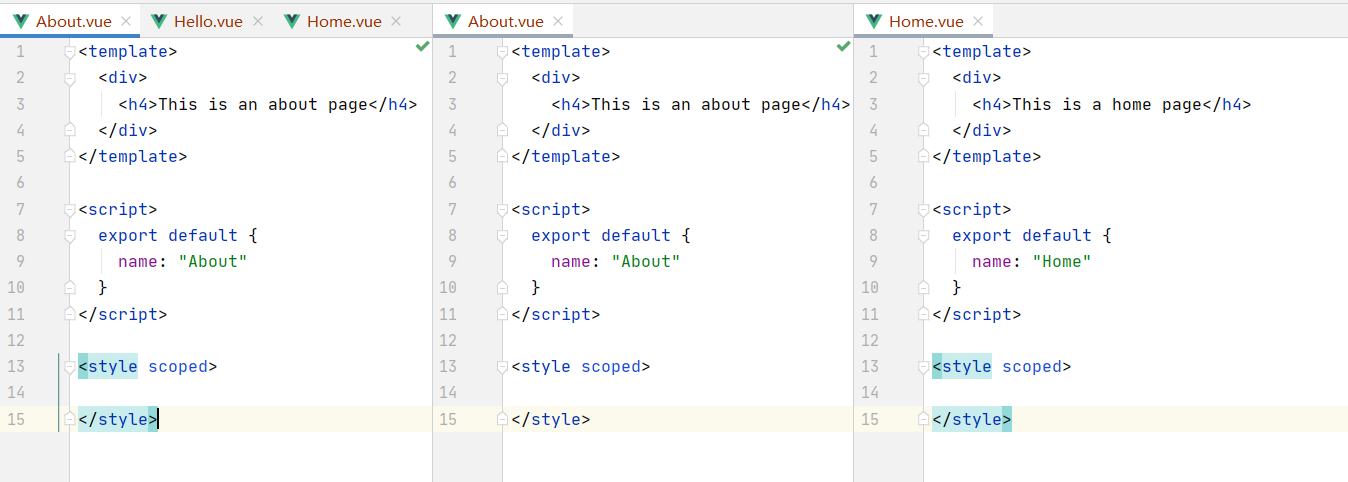 About.vue
Hello.vue
Home.vue
1 <template>
2 <div>
3 <h4>This is an about page</h4>
4 </div>
5 </template>
6
7 <script>
8 export default {
9 name: "About"
10 }
11 </script>
12
13 <style scoped>
14
15 </style>
About.vue
1 <template>
2 <div>
3 <h4>This is an about page</h4>
4 </div>
5 </template>
6
7 <script>
8 export default {
9 name: "About"
10 }
11 </script>
12
13 <style scoped>
14
15 </style>
Home.vue
1 <template>
2 <div>
3 <h4>This is a home page</h4>
4 </div>
5 </template>
6
7 <script>
8 export default {
9 name: "Home"
10 }
11 </script>
12
13 <style scoped>
14
15 </style>